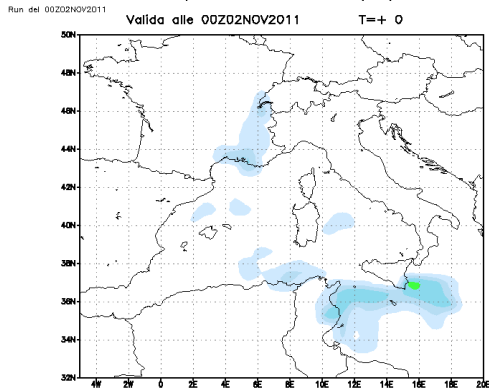 Run del 00Z02NOV2011
Valida alle 00Z02NOV2011 T=+ 0
50N
48N
46N
44N
42N
40N
38N
36N
34N
32N
4W 2W 0 2E 4E 6E 8E 10E 12E 14E 16E 18E 20E